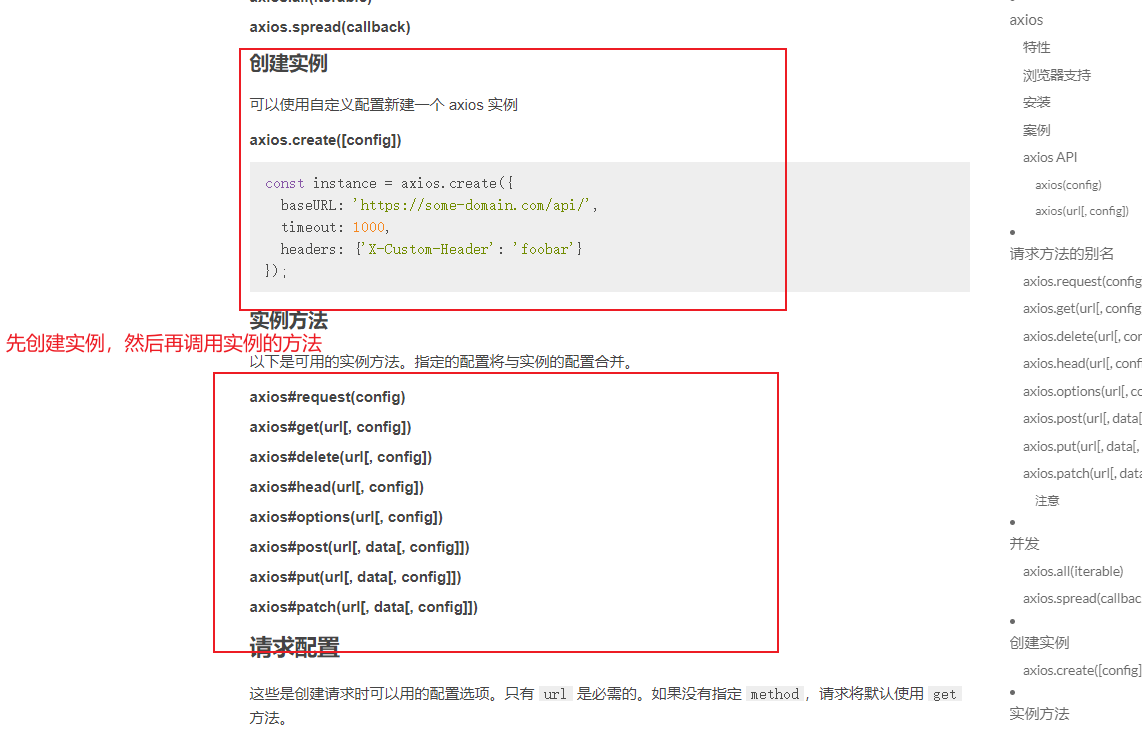 axios.all(iterable)
axios.spread(callback)
创建实例
可以使用自定义配置新建一个 axios 实例
axios.create([config])
const instance = axios.create({
  baseURL: 'https://some-domain.com/api/',
  timeout: 1000,
  headers: {'X-Custom-Header': 'foobar'}
});
实例方法
先创建实例，然后再调用实例的方法
以下是可用的实例方法。指定的配置将与实例的配置合并。
axios#request(config)
axios#get(url[, config])
axios#delete(url[, config])
axios#head(url[, config])
axios#options(url[, config])
axios#post(url[, data[, config]])
axios#put(url[, data[, config]])
axios#patch(url[, data[, config]])
请求配置
这些是创建请求时可以用的配置选项。只有 url 是必需的。如果没有指定 method，请求将默认使用 get
方法。
axios
特性
浏览器支持
安装
案例
axios API
axios(config)
axios(url[, config])
请求方法的别名
axios.request(config
axios.get(url[, config
axios.delete(url[, con
axios.head(url[, conf
axios.options(url[, co
axios.post(url[, data[
axios.put(url[, data[,
axios.patch(url[, data
注意
并发
axios.all(iterable)
axios.spread(callbac
创建实例
axios.create([config]
实例方法